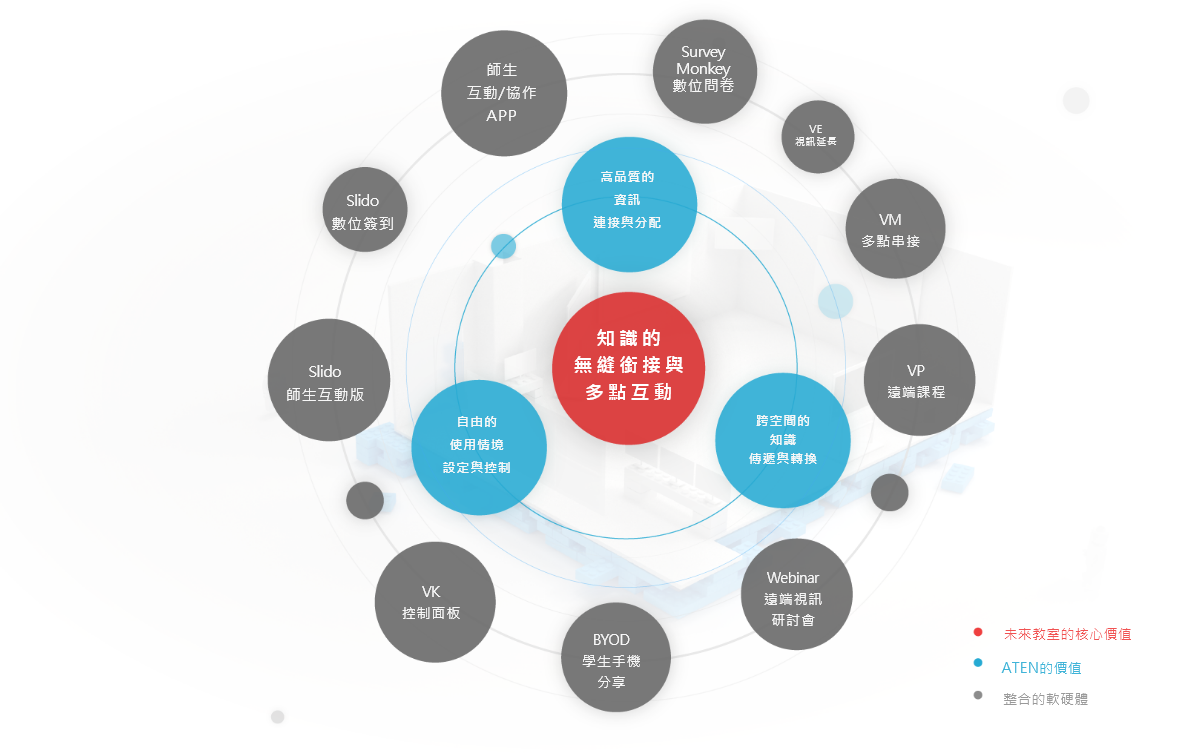 師生
互動/協作
APP
Survey
Monkey
數位問卷
VE
視訊延長
Slido
數位簽到
高品質的
資訊
連接與分配
VM
多點串接
知識的
無縫銜接與
多點互動
Slido
師生互動版
VP
遠端課程
自由的
使用情境
設定與控制
跨空間的
知識
傳遞與轉換
VK
控制面板
Webinar
遠端視訊
研討會
BYOD
學生手機
分享
未來教室的核心價值
ATEN的價值
整合的軟硬體